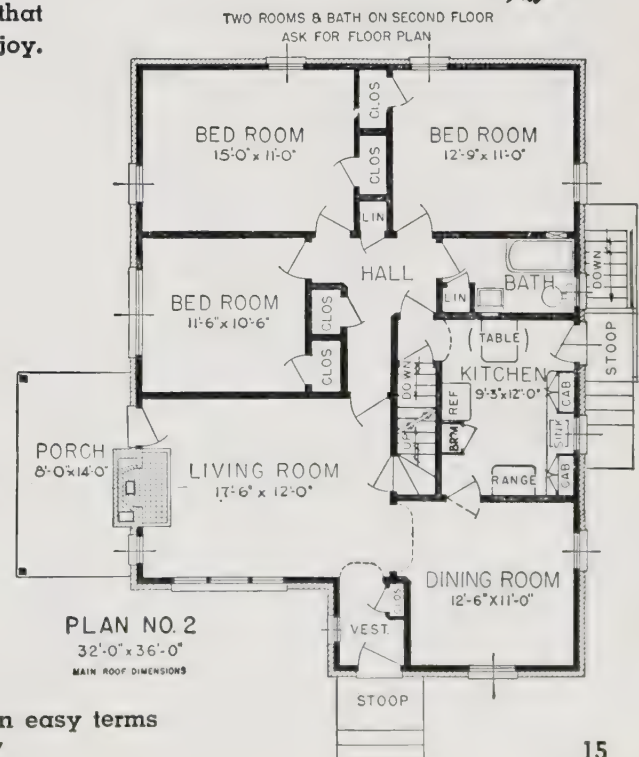 that
joy.
TWO ROOMS & BATH ON SECOND FLOOR
ASK FOR FLOOR PLAN
CLOS
BED ROOM
15'-0" x 11'-0"
BED ROOM
12'-9" x 11'-0"
CLOS
LIN
HALL
BATH
LIN
DOWN
BED ROOM
11'-6" x 10'-6"
CLOS
CLOS
STOOP
TABLE
KITCHEN
9'-3" x 12'-0"
DOWN
UP
REF
BRM
CAB
SINK
CAB
RANGE
PORCH
8'-0" x 14'-0"
LIVING ROOM
17'-6" x 12'-0"
DINING ROOM
12'-6" X 11'-0"
CLOS
VEST.
STOOP
PLAN NO. 2
32'-0" x 36'-0"
MAIN ROOF DIMENSIONS
n easy terms
15